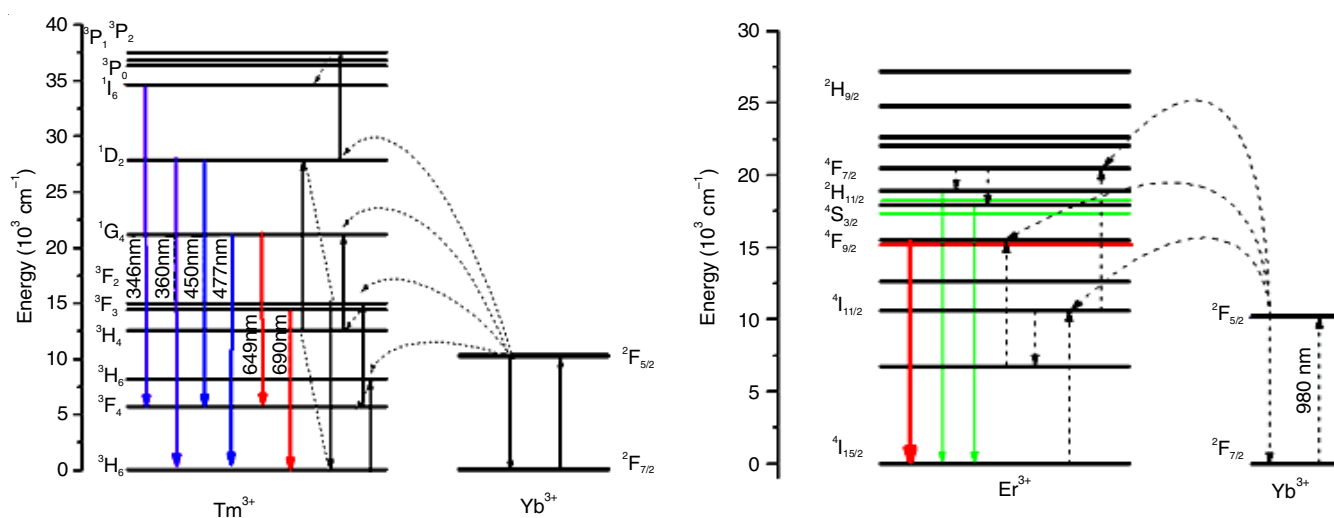 40
35
30
25
20
15
10
5
0
Energy (10³ cm⁻¹)
³P₁ ³P₂
³P₀
¹I₆
¹D₂
¹G₄
³F₂
³F₃
³H₄
³H₆
³F₄
³H₆
346nm
360nm
450nm
477nm
649nm
690nm
Tm³⁺
²F₅/₂
²F₇/₂
Yb³⁺
30
25
20
15
10
5
0
Energy (10³ cm⁻¹)
²H₉/₂
⁴F₇/₂
²H₁₁/₂
⁴S₃/₂
⁴F₉/₂
⁴I₁₁/₂
⁴I₁₅/₂
Er³⁺
²F₅/₂
980 nm
²F₇/₂
Yb³⁺